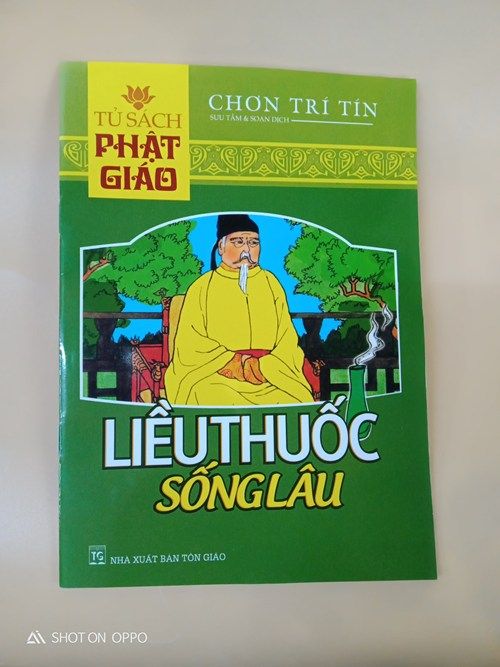 TỦ SÁCH
PHẬT
GIÁO
CHƠN TRÍ TÍN
SƯU TẦM & SOẠN DỊCH
LIỀU THUỐC
SỐNG LÂU
TG
NHÀ XUẤT BẢN TÔN GIÁO
SHOT ON OPPO